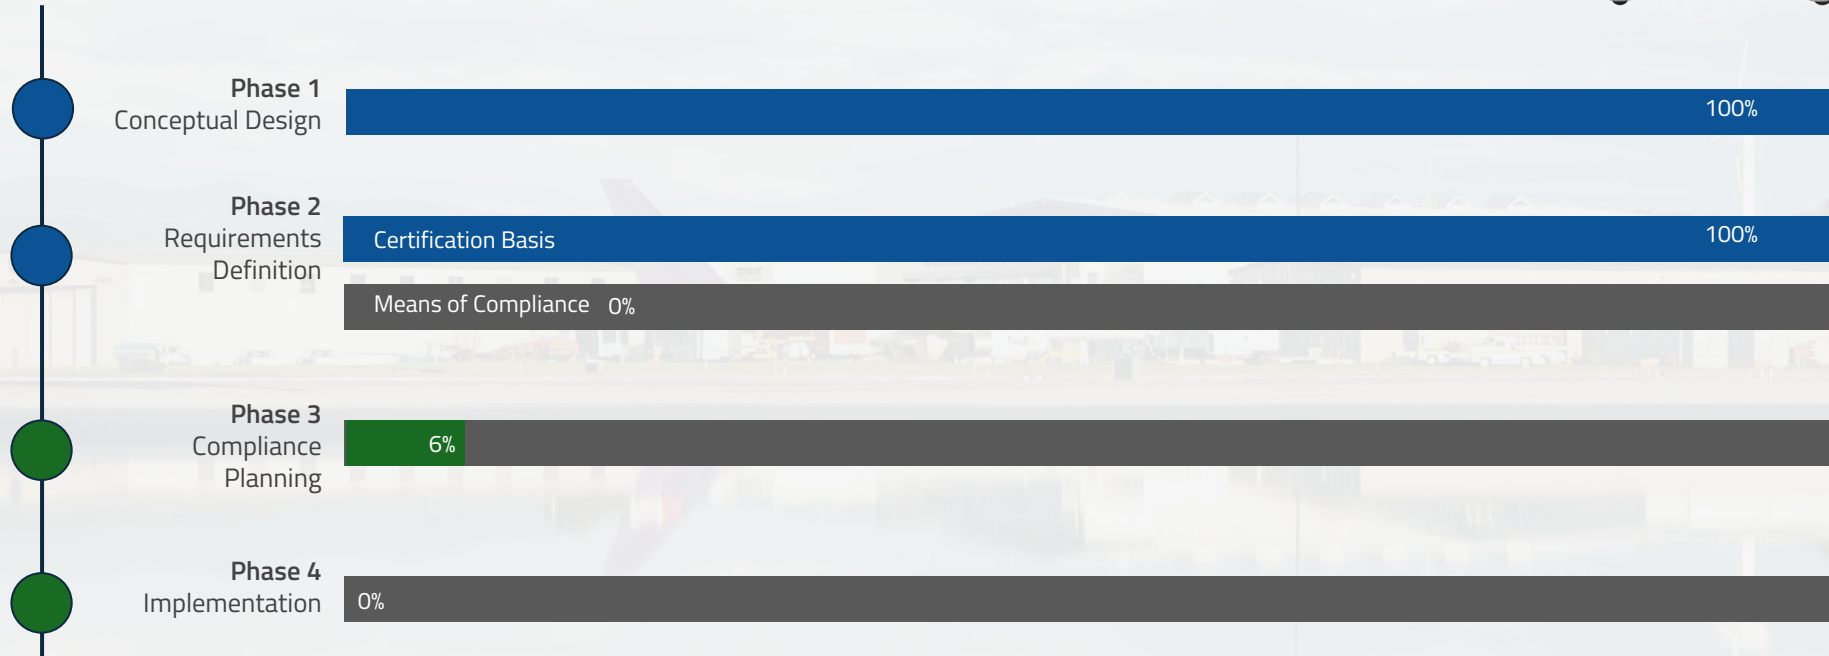 Phase 1
Conceptual Design
100%
Phase 2
Requirements
Definition
Certification Basis
100%
Means of Compliance 0%
Phase 3
Compliance
Planning
6%
Phase 4
Implementation
0%